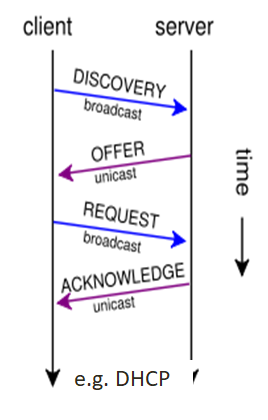 client server
DISCOVERY
broadcast
OFFER
unicast
time
REQUEST
broadcast
ACKNOWLEDGE
unicast
e.g. DHCP